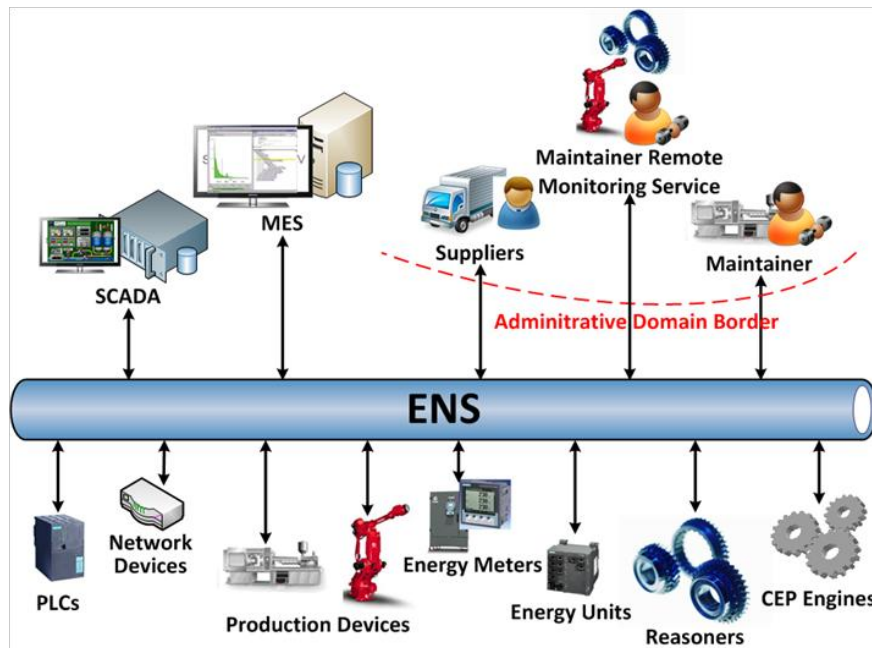 Maintainer Remote
Monitoring Service
MES
Suppliers
Maintainer
SCADA
Adminitrative Domain Border
ENS
PLCs
Network
Devices
Production Devices
Energy Meters
Energy Units
Reasoners
CEP Engines